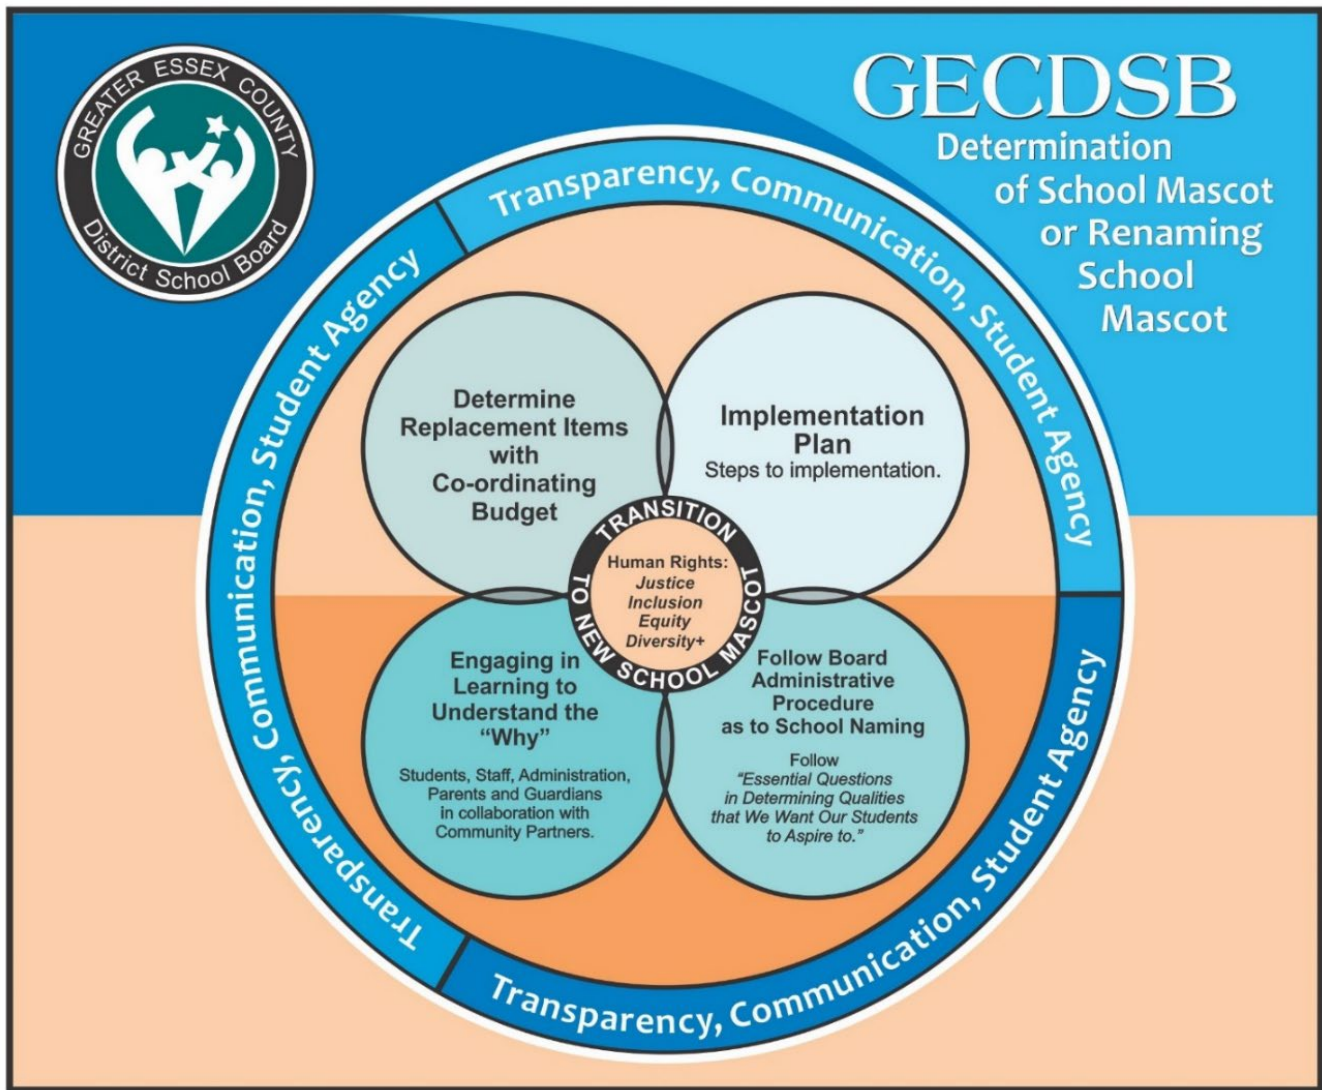 GREATER ESSEX COUNTY
District School Board
GECDSB
Determination
of School Mascot
or Renaming
School
Mascot
Transparency, Communication, Student Agency
Transparency, Communication, Student Agency
Transparency, Communication, Student Agency
Determine
Replacement Items
with
Co-ordinating
Budget
Implementation
Plan
Steps to implementation.
TRANSITION
TO NEW SCHOOL MASCOT
Human Rights:
Justice
Inclusion
Equity
Diversity+
Engaging in
Learning to
Understand the
“Why”
Students, Staff, Administration,
Parents and Guardians
in collaboration with
Community Partners.
Follow Board
Administrative
Procedure
as to School Naming
Follow
“Essential Questions
in Determining Qualities
that We Want Our Students
to Aspire to.”